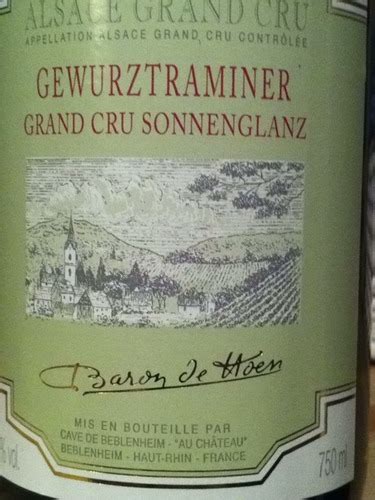 ALSACE GRAND CRU
APPELLATION ALSACE GRAND CRU CONTRÔLÉE
GEWURZTRAMINER
GRAND CRU SONNENGLANZ
Baron de Hoen
MIS EN BOUTEILLE PAR
CAVE DE BEBLENHEIM - "AU CHÂTEAU"
BEBLENHEIM - HAUT-RHIN - FRANCE
% vol.
750 ml